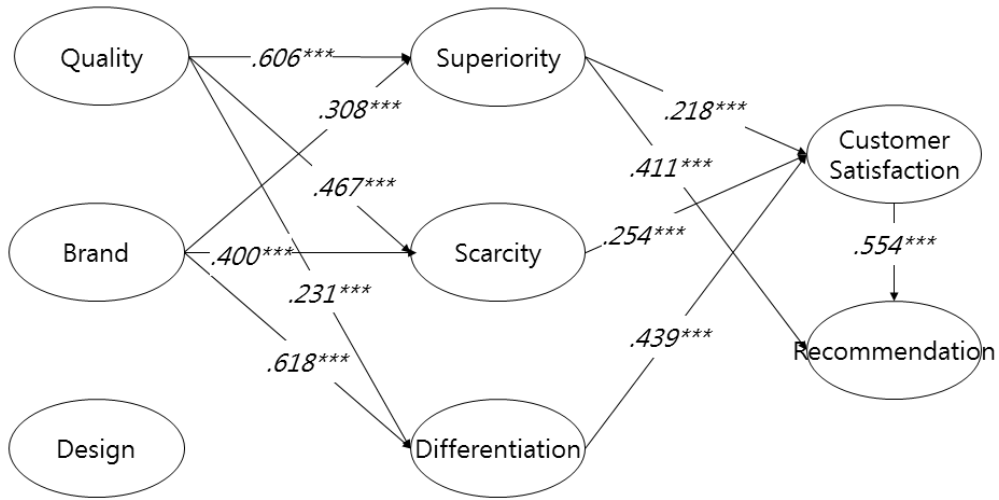 Quality
.606***
Superiority
.308***
.218***
Customer
Satisfaction
.467***
.411***
Brand
.400***
Scarcity
.254***
.554***
.231***
.618***
.439***
Recommendation
Design
Differentiation